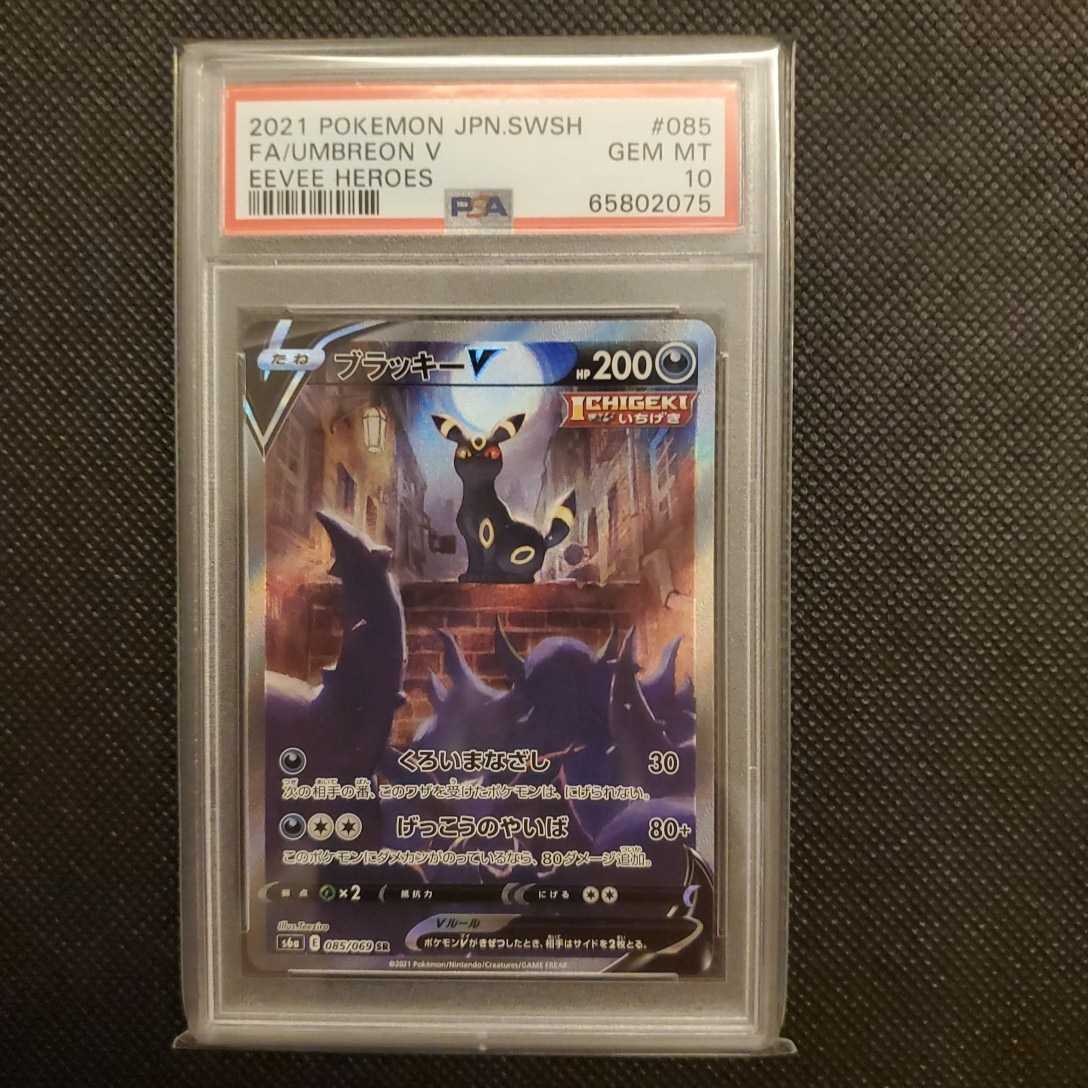 2021 POKEMON JPN.SWSH #085
FA/UMBREON V GEM MT
EEVEE HEROES 10
PSA 65802075
たね ブラッキーV HP 200
ICHIGEKI
いちげき
くろいまなざし 30
次の相手の番、このワザを受けたポケモンは、にげられない。
げっこうのやいば 80+
このポケモンにダメカンがのっているなら、80ダメージ追加。
弱点 ×2 抵抗力 にげる
Vルール
ポケモンVがきぜつしたとき、相手はサイドを2枚とる。
Illus.Teeziro
s6a E 085/069 SR
©2021 Pokémon/Nintendo/Creatures/GAME FREAK